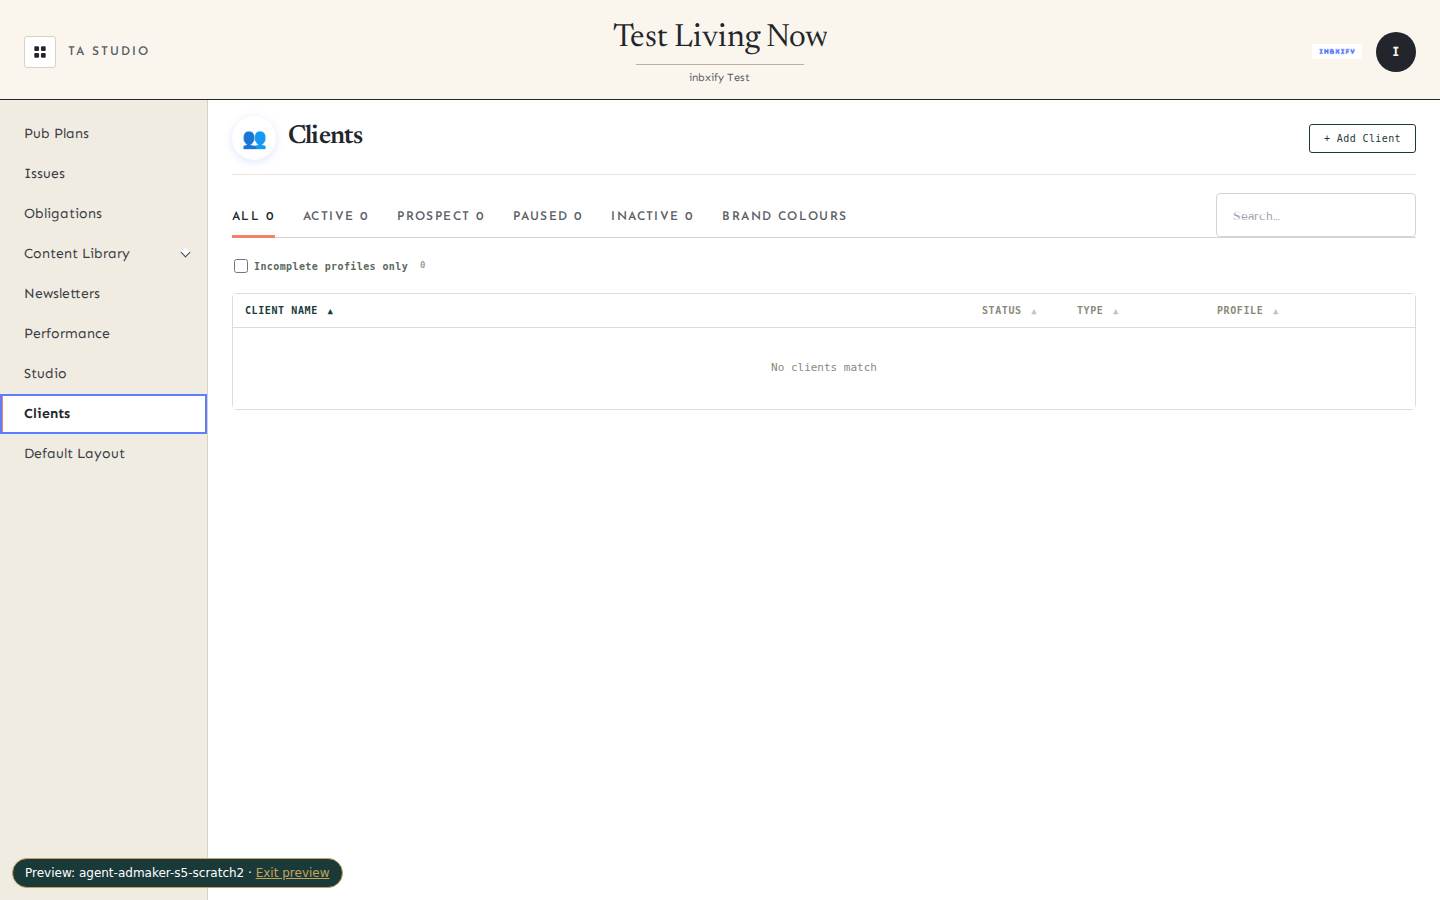 TA STUDIO
Test Living Now
inbxify Test
INBXIFY
I
Pub Plans
Issues
Obligations
Content Library
Newsletters
Performance
Studio
Clients
Default Layout
Clients
+ Add Client
ALL 0 ACTIVE 0 PROSPECT 0 PAUSED 0 INACTIVE 0 BRAND COLOURS
Search...
Incomplete profiles only 0
CLIENT NAME ▲ STATUS ▲ TYPE ▲ PROFILE ▲
No clients match
Preview: agent-admaker-s5-scratch2 · Exit preview